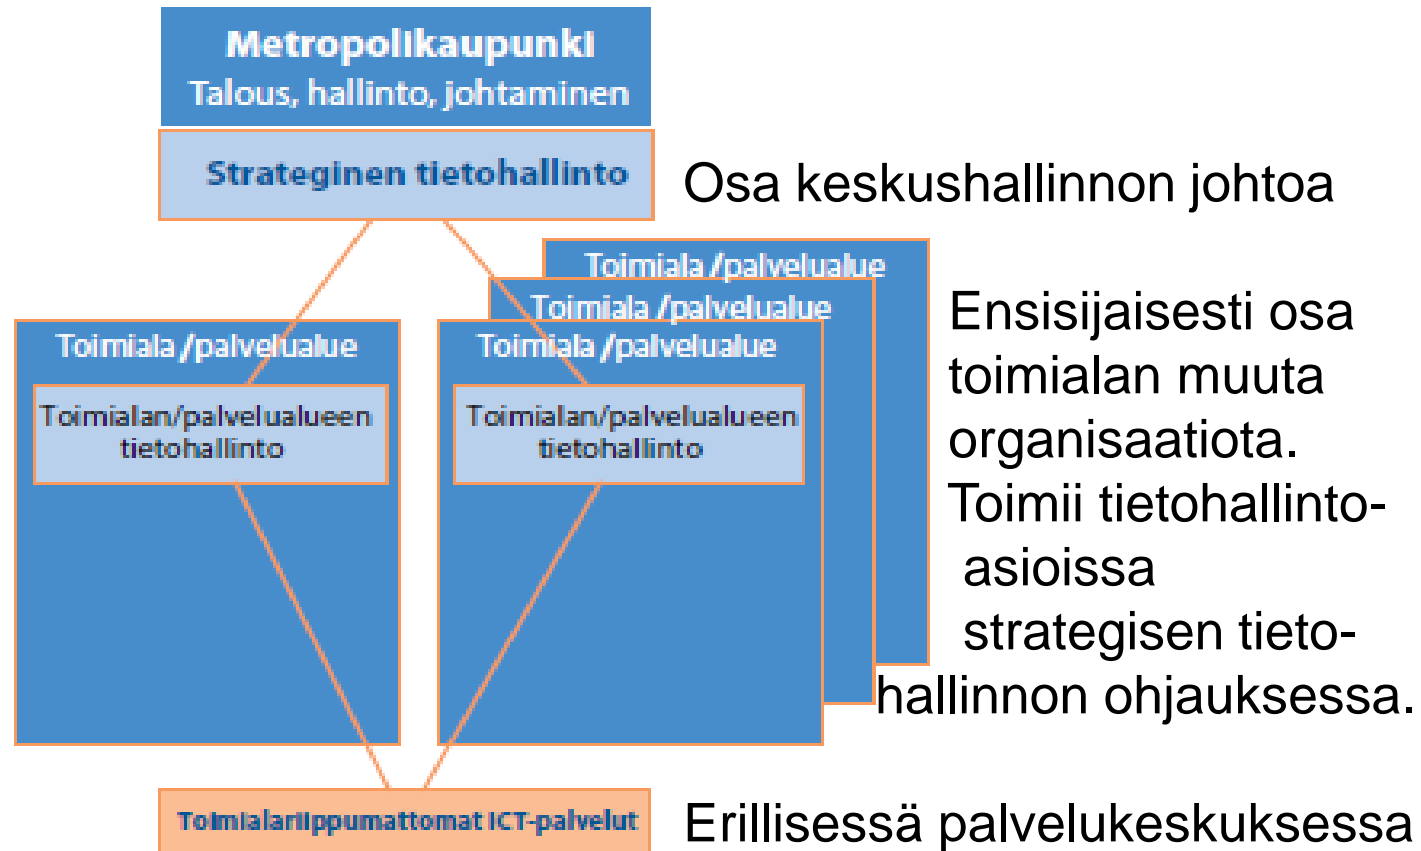 Metropolikaupunki
Talous, hallinto, johtaminen
Strateginen tietohallinto
Osa keskushallinnon johtoa
Toimiala /palvelualue
Toimiala /palvelualue
Toimiala /palvelualue
Toimiala /palvelualue
Toimialan/palvelualueen
tietohallinto
Toimialan/palvelualueen
tietohallinto
Ensisijaisesti osa
toimialan muuta
organisaatiota.
Toimii tietohallinto-
asioissa
strategisen tieto-
hallinnon ohjauksessa.
Toimialariippumattomat ICT-palvelut
Erillisessä palvelukeskuksessa